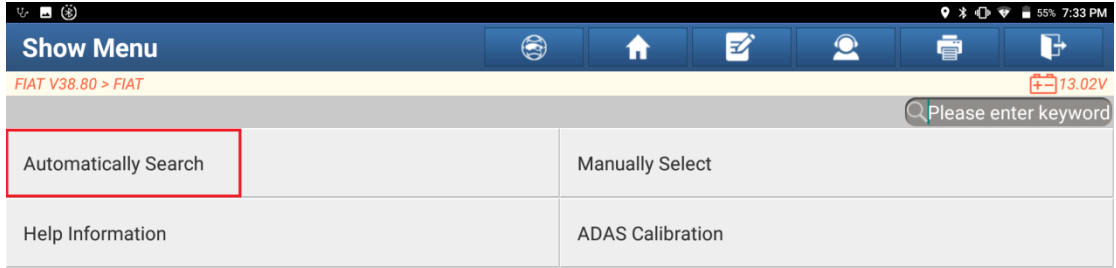 55% 7:33 PM
Show Menu
FIAT V38.80 > FIAT
13.02V
Please enter keyword
Automatically Search
Manually Select
Help Information
ADAS Calibration